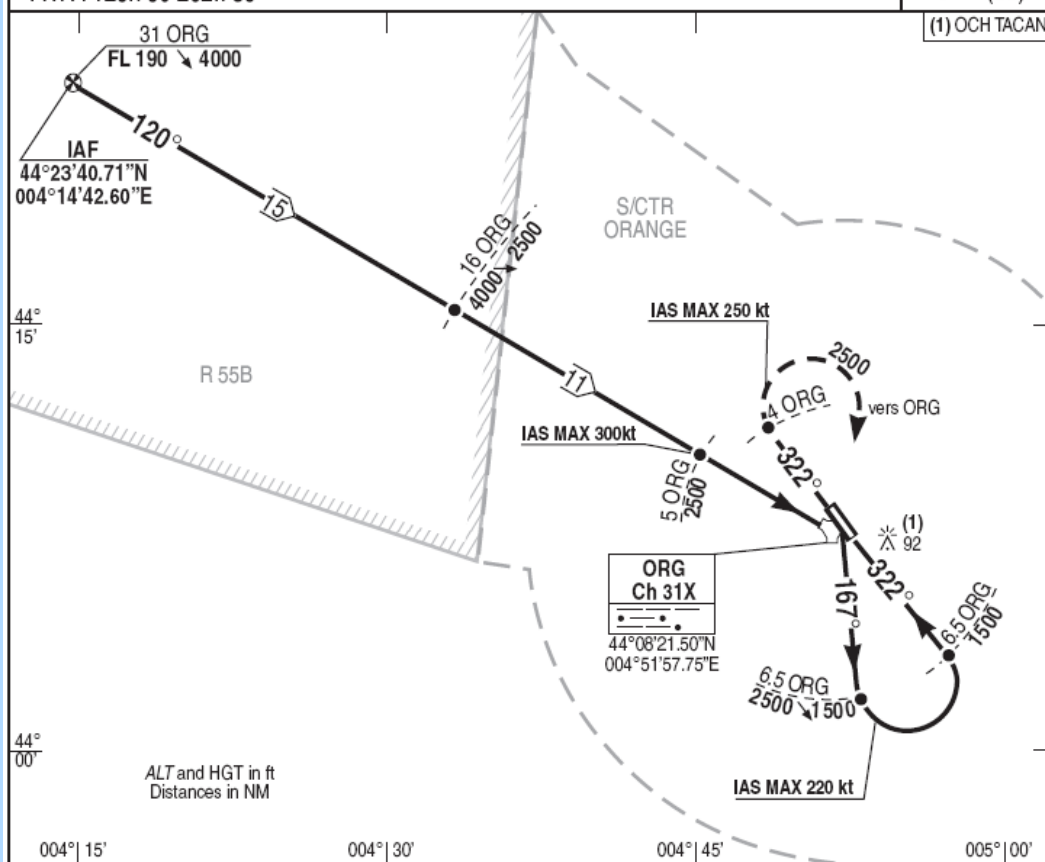 (1) OCH TACAN
31 ORG
FL 190 ↘ 4000
IAF
44°23'40.71”N
004°14'42.60”E
120°
15
S/CTR
ORANGE
16 ORG
4000↘2500
44°
15'
R 55B
11
IAS MAX 250 kt
2500
4 ORG
vers ORG
IAS MAX 300kt
5 ORG
2500
322°
(1)
92
ORG
Ch 31X
44°08'21.50”N
004°51'57.75”E
322°
167°
6.5 ORG
1500
6.5 ORG
2500 ↘1500
44°
00'
ALT and HGT in ft
Distances in NM
IAS MAX 220 kt
004° 15'
004° 30'
004° 45'
005° 00'